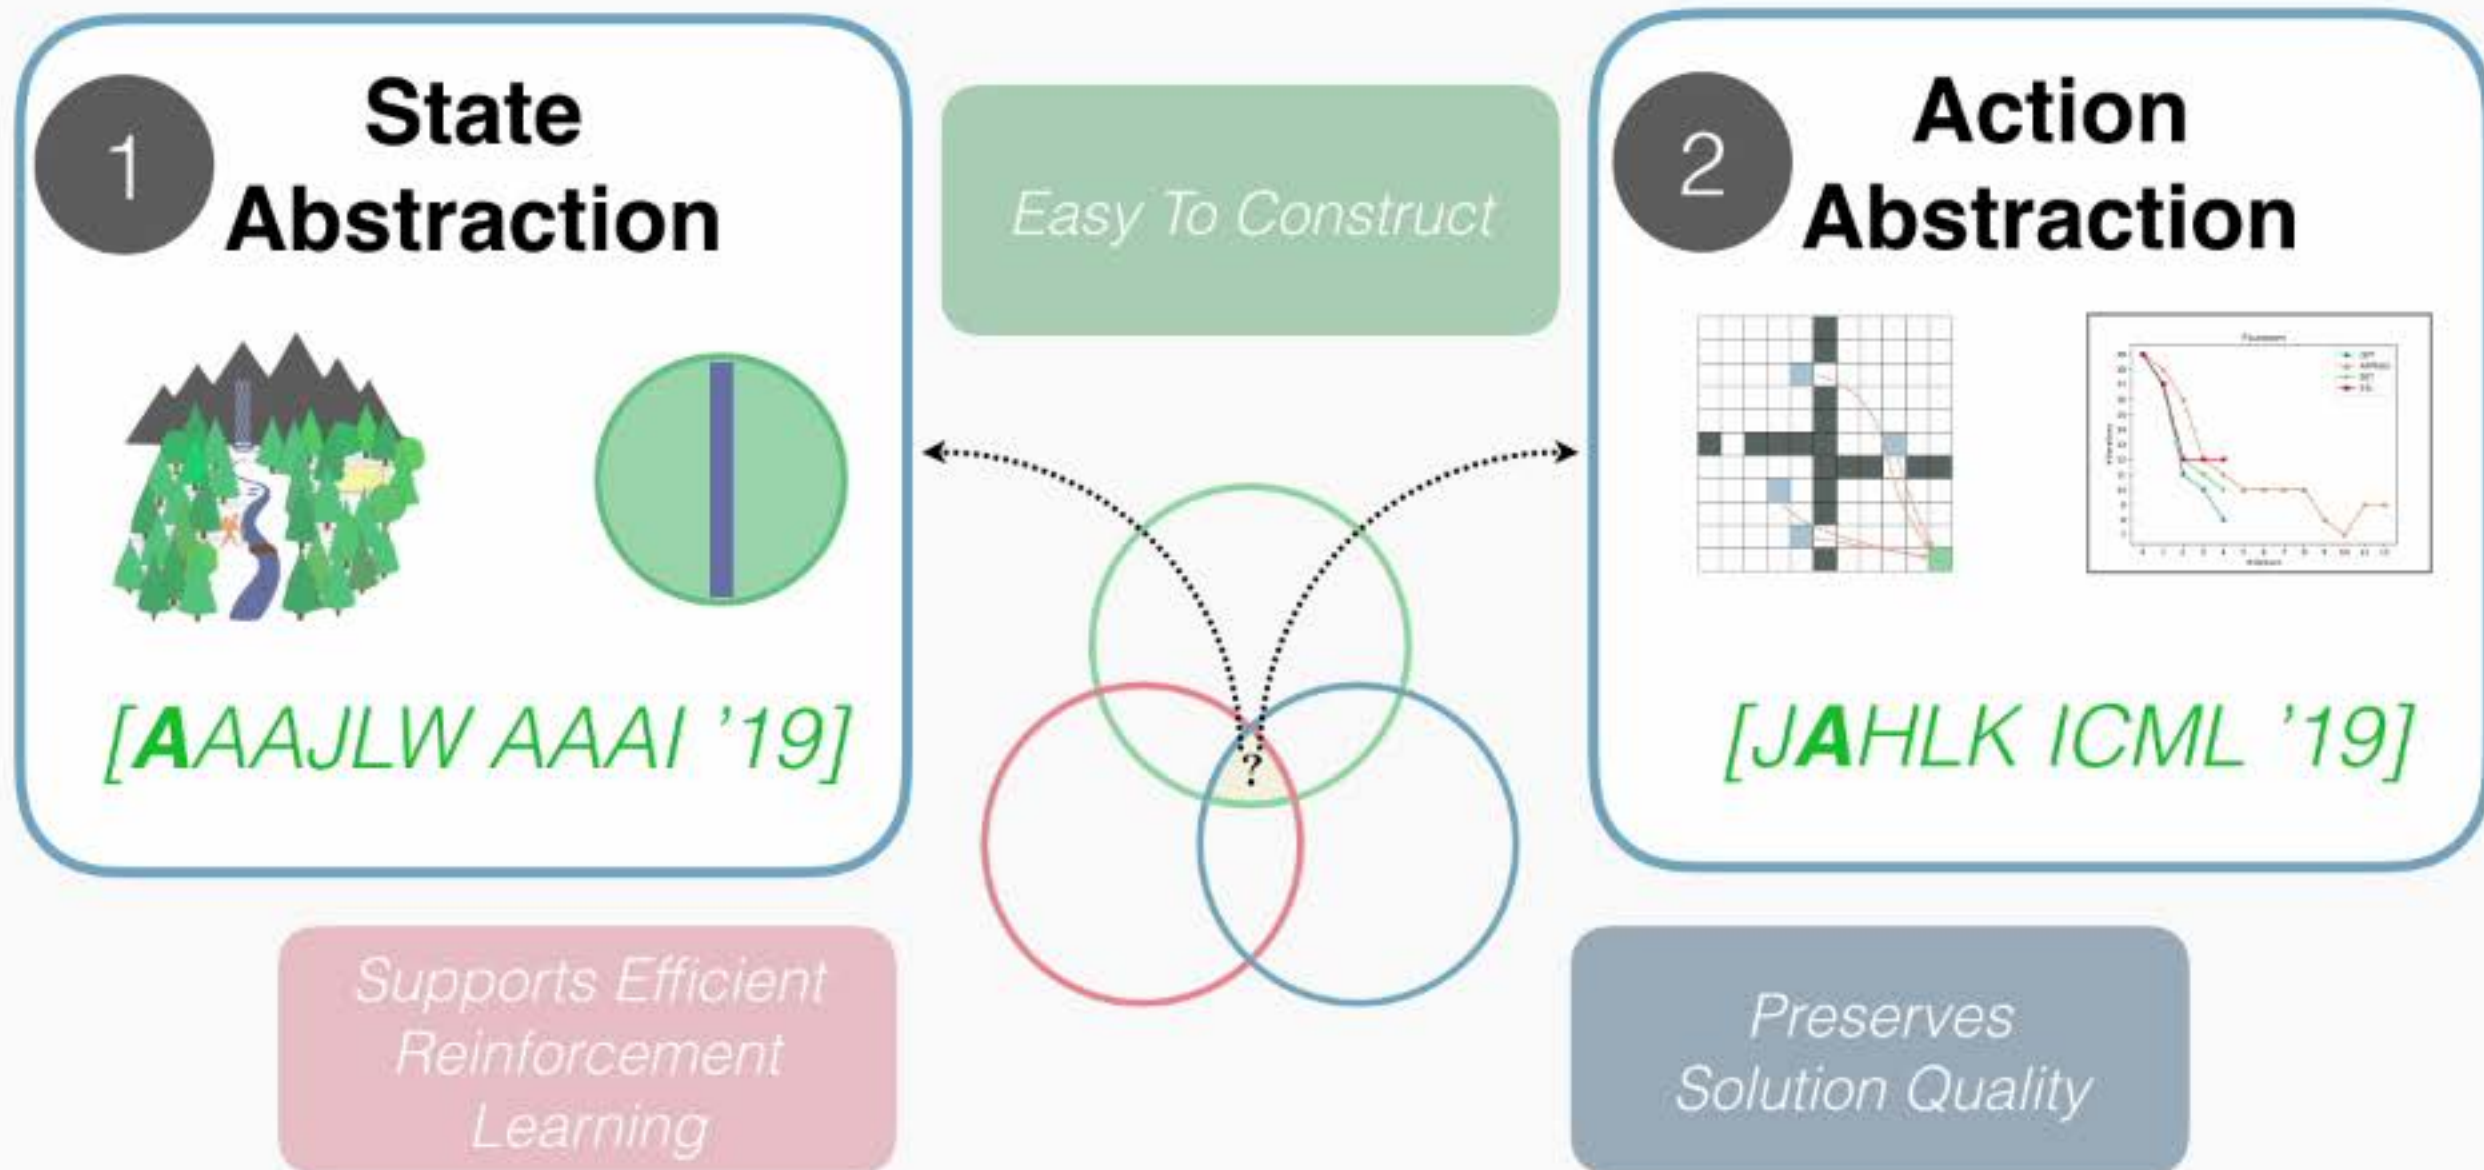 1
State
Abstraction
[AAAAJLW AAAI ’19]
Easy To Construct
2
Action
Abstraction
[JAHLK ICML ’19]
?
Supports Efficient
Reinforcement
Learning
Preserves
Solution Quality